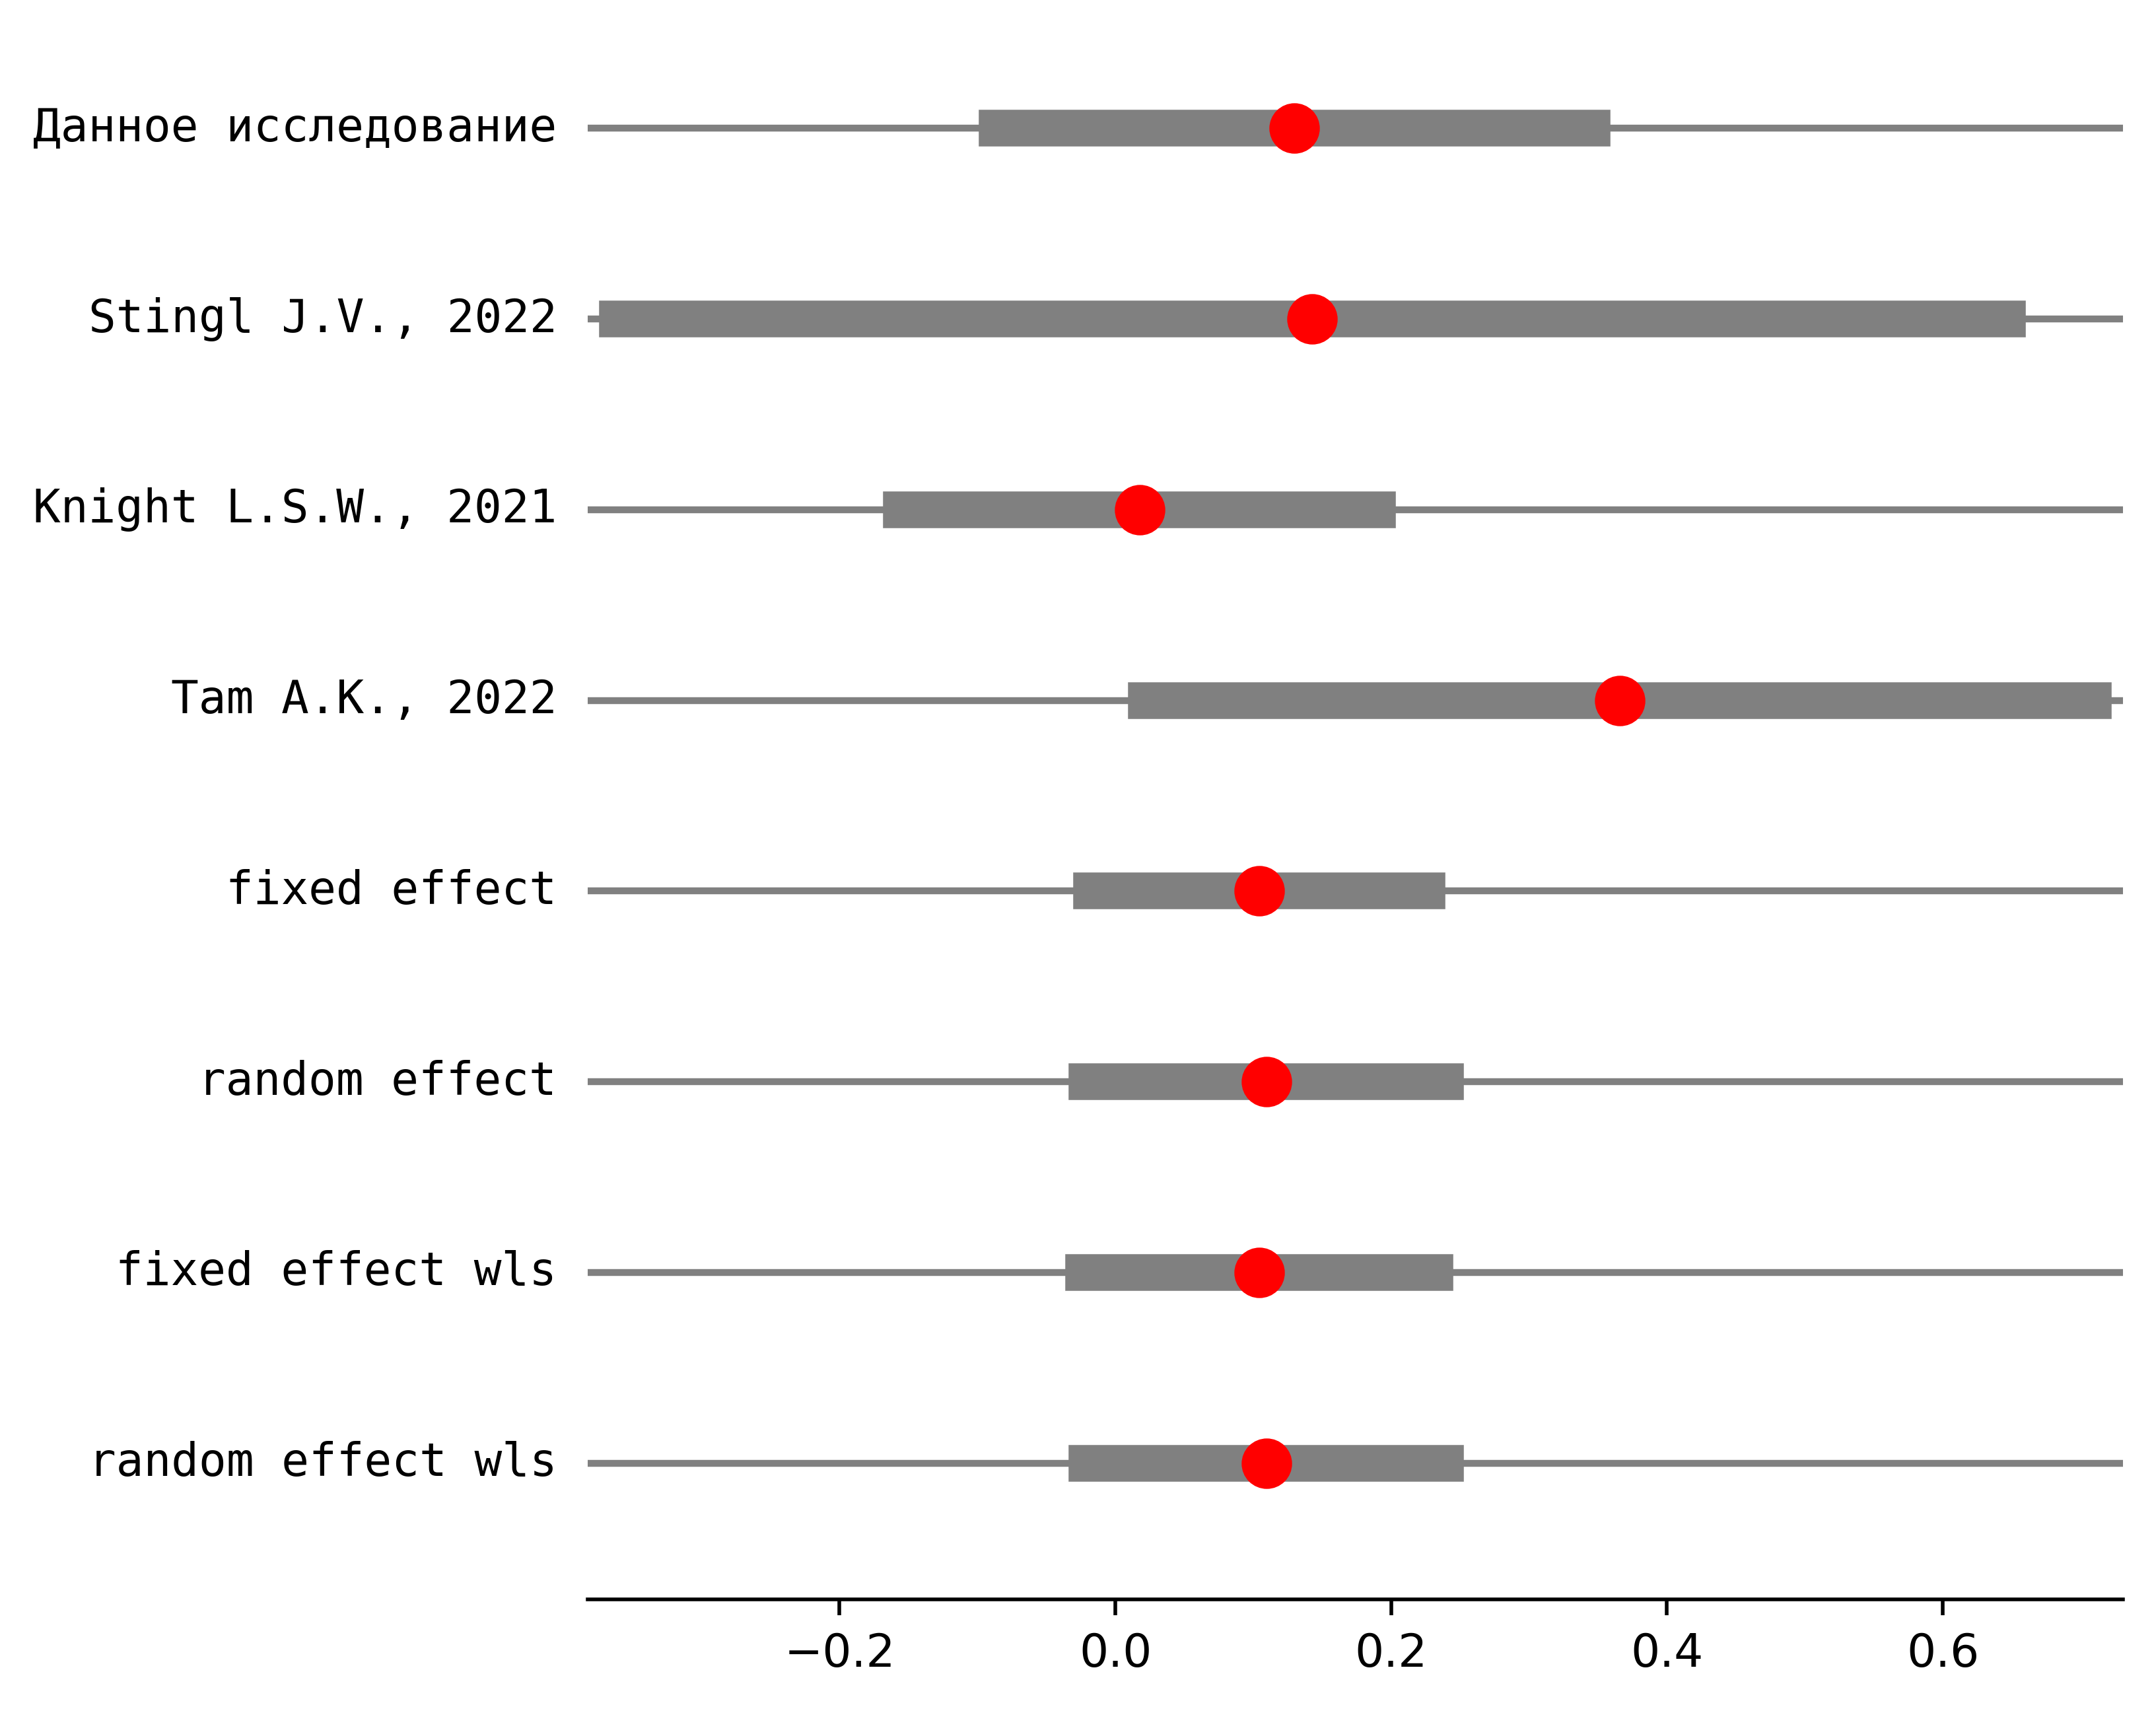 Данное исследование
Stingl J.V., 2022
Knight L.S.W., 2021
Tam A.K., 2022
fixed effect
random effect
fixed effect wls
random effect wls
−0.2 0.0 0.2 0.4 0.6